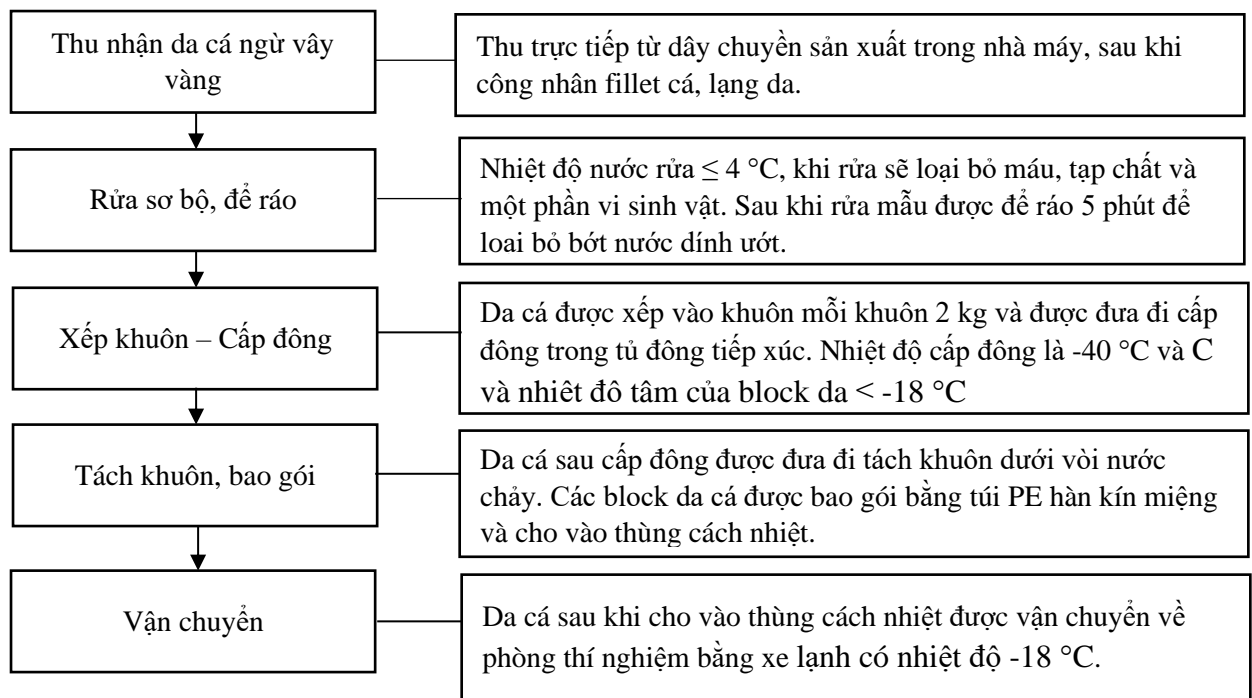 Thu nhận da cá ngừ vây
vàng
Thu trực tiếp từ dây chuyền sản xuất trong nhà máy, sau khi
công nhân fillet cá, lạng da.
Rửa sơ bộ, để ráo
Nhiệt độ nước rửa ≤ 4 °C, khi rửa sẽ loại bỏ máu, tạp chất và
một phần vi sinh vật. Sau khi rửa mẫu được để ráo 5 phút để
loai bỏ bớt nước dính ướt.
Xếp khuôn – Cấp đông
Da cá được xếp vào khuôn mỗi khuôn 2 kg và được đưa đi cấp
đông trong tủ đông tiếp xúc. Nhiệt độ cấp đông là -40 °C và C
và nhiêt đô tâm của block da < -18 °C
Tách khuôn, bao gói
Da cá sau cấp đông được đưa đi tách khuôn dưới vòi nước
chảy. Các block da cá được bao gói bằng túi PE hàn kín miệng
và cho vào thùng cách nhiệt.
Vận chuyển
Da cá sau khi cho vào thùng cách nhiệt được vận chuyển về
phòng thí nghiệm bằng xe lạnh có nhiệt độ -18 °C.